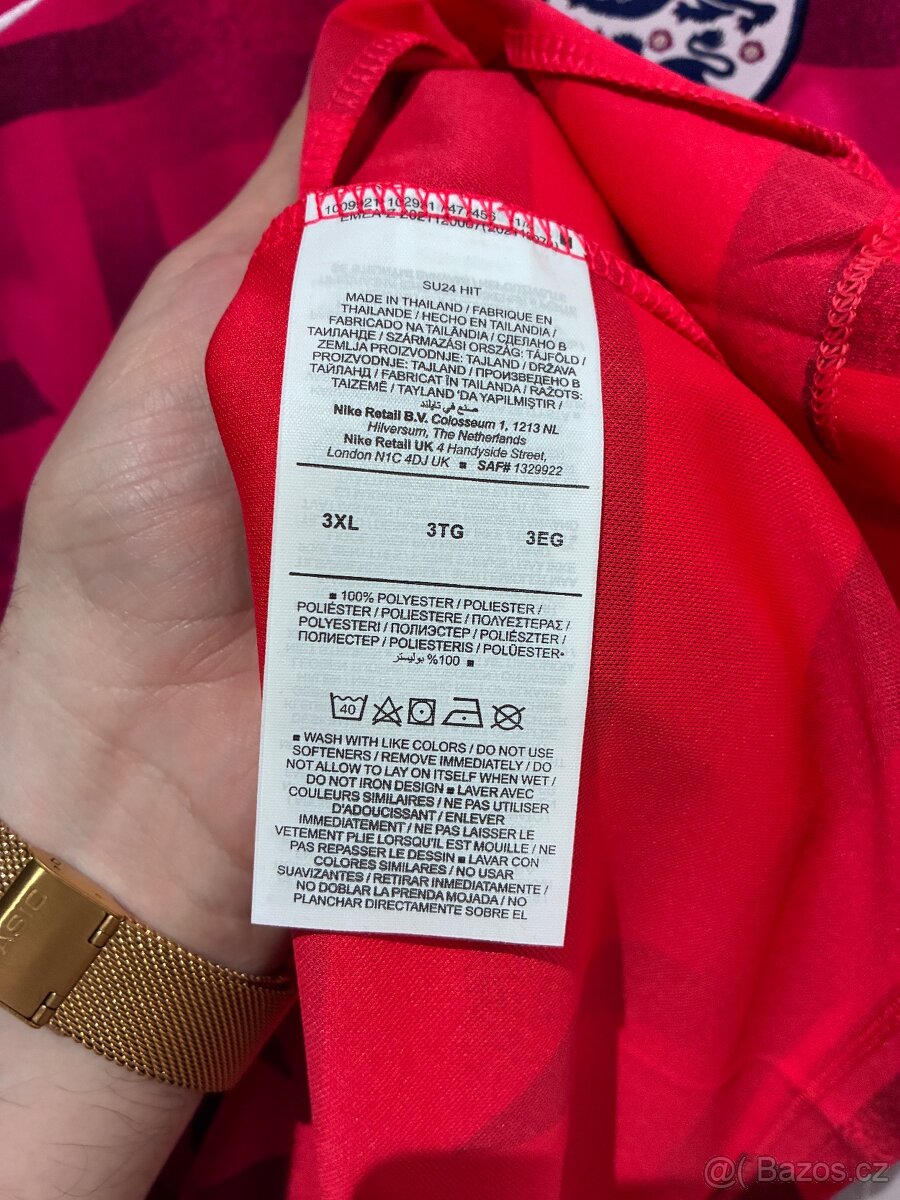 SU24 HIT
MADE IN THAILAND / FABRIQUE EN
THAILANDE / HECHO EN TAILANDIA /
FABRICADO NA TAILÂNDIA / СДЕЛАНО В
ТАИЛАНДЕ / SZÁRMAZÁSI ORSZÁG: TÁJFÖLD /
ZEMLJA PROIZVODNJE: TAJLAND / DRŽAVA
PROIZVODNJE: TAJLAND / ПРОИЗВЕДЕНО В
ТАЙЛАНД / FABRICAT ÎN TAILANDA / RAŽOTS:
TAIZEMĒ / TAYLAND 'DA YAPILMIŞTIR /
صنع في تايلند
Nike Retail B.V. Colosseum 1, 1213 NL
Hilversum, The Netherlands
Nike Retail UK 4 Handyside Street,
London N1C 4DJ UK ■ SAF# 1329922
3XL 3TG 3EG
■ 100% POLYESTER / POLIESTER /
POLIÉSTER / POLIESTERE / ΠΟΛΥΕΣΤΕΡΑΣ /
POLYESTERI / ПОЛИЭСТЕР / POLIÉSZTER /
ПОЛИЕСТЕР / POLIESTERIS / POLÜESTER
100% بوليستر ■
40
■ WASH WITH LIKE COLORS / DO NOT USE
SOFTENERS / REMOVE IMMEDIATELY / DO
NOT ALLOW TO LAY ON ITSELF WHEN WET /
DO NOT IRON DESIGN ■ LAVER AVEC
COULEURS SIMILAIRES / NE PAS UTILISER
D'ADOUCISSANT / ENLEVER
IMMEDIATEMENT / NE PAS LAISSER LE
VETEMENT PLIE LORSQU'IL EST MOUILLE / NE
PAS REPASSER LE DESSIN ■ LAVAR CON
COLORES SIMILARES / NO USAR
SUAVIZANTES / RETIRAR INMEDIATAMENTE /
NO DOBLAR LA PRENDA MOJADA / NO
PLANCHAR DIRECTAMENTE SOBRE EL
CASIO
@( Bazos.cz